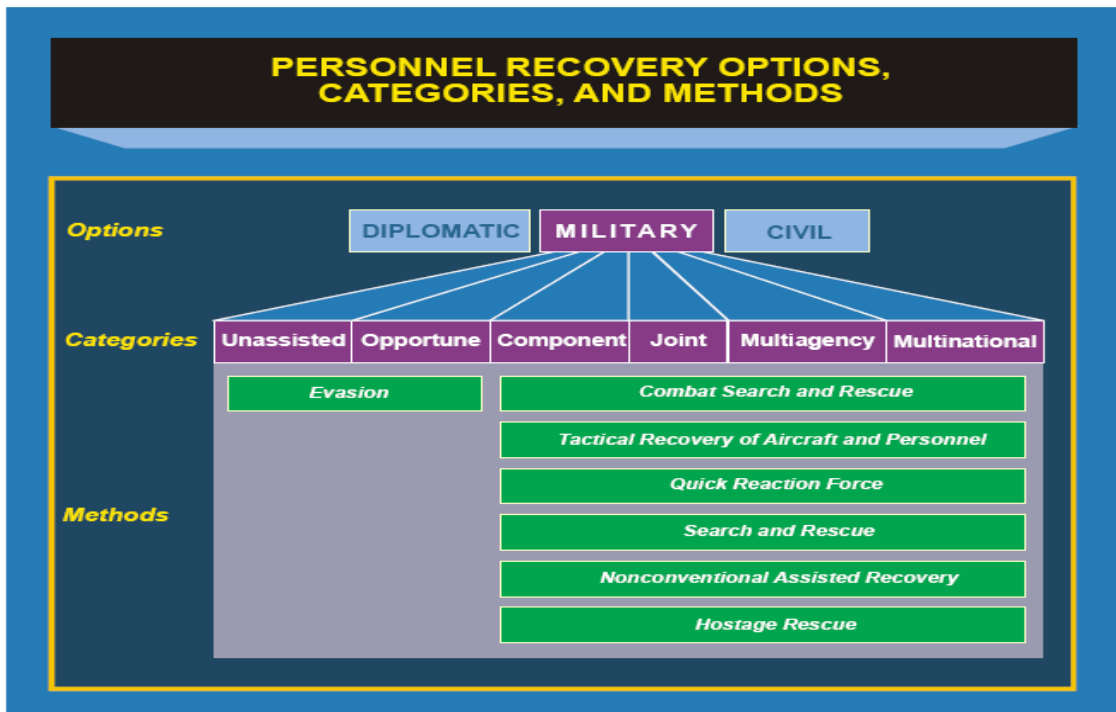 PERSONNEL RECOVERY OPTIONS,
CATEGORIES, AND METHODS
Options
DIPLOMATIC
MILITARY
CIVIL
Categories
Unassisted
Opportune
Component
Joint
Multiagency
Multinational
Methods
Evasion
Combat Search and Rescue
Tactical Recovery of Aircraft and Personnel
Quick Reaction Force
Search and Rescue
Nonconventional Assisted Recovery
Hostage Rescue